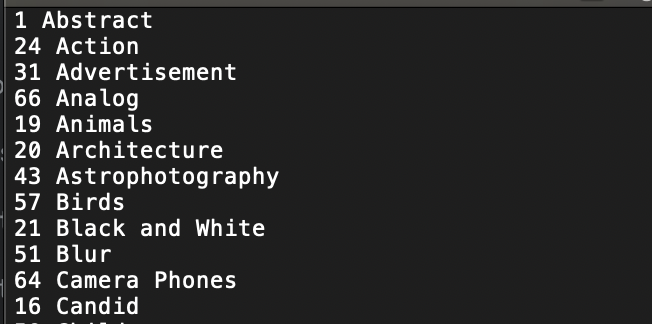 1 Abstract
24 Action
31 Advertisement
66 Analog
19 Animals
20 Architecture
43 Astrophotography
57 Birds
21 Black and White
51 Blur
64 Camera Phones
16 Candid